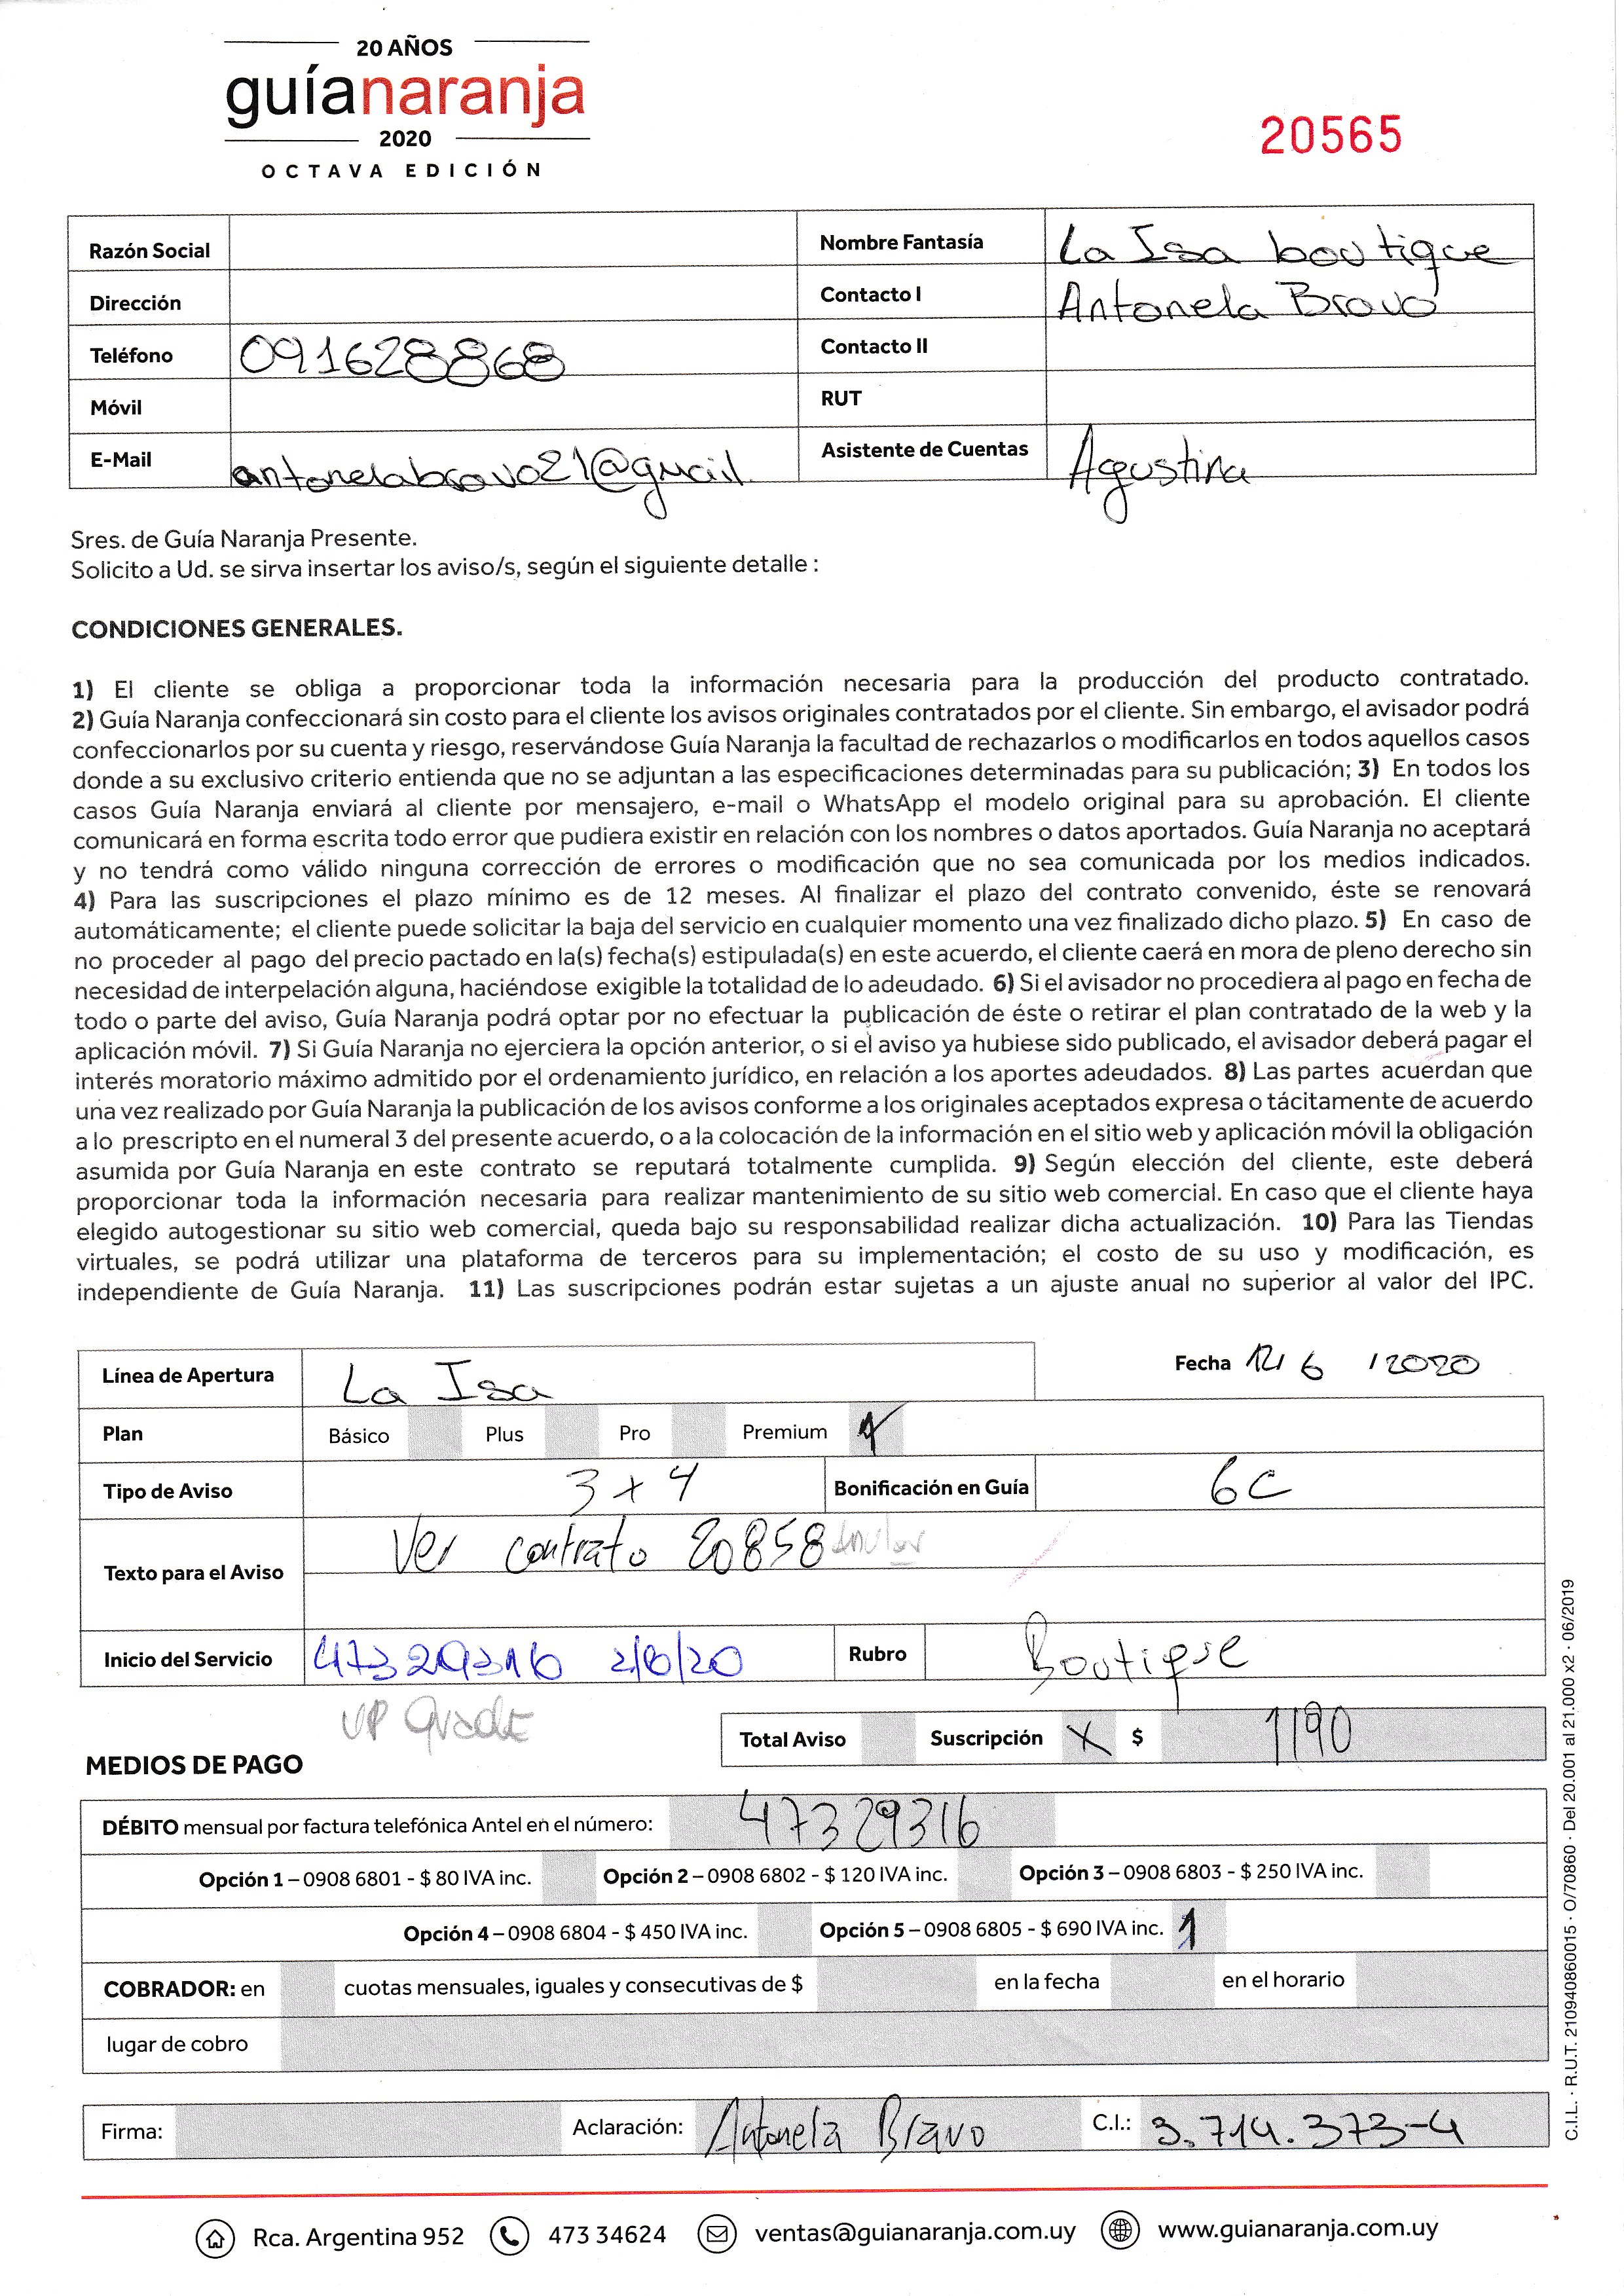 20 AÑOS
guíanaranja
2020
OCTAVA EDICIÓN
20565
Razón Social
Nombre Fantasía La Isa boutique
Dirección
Contacto I Antonela Bravo
Teléfono 091628868
Contacto II
Móvil
RUT
E-Mail antonelabravo21@gmail.
Asistente de Cuentas Agustina
Sres. de Guía Naranja Presente.
Solicito a Ud. se sirva insertar los aviso/s, según el siguiente detalle :
CONDICIONES GENERALES.
1) El cliente se obliga a proporcionar toda la información necesaria para la producción del producto contratado.
2) Guía Naranja confeccionará sin costo para el cliente los avisos originales contratados por el cliente. Sin embargo, el avisador podrá
confeccionarlos por su cuenta y riesgo, reservándose Guía Naranja la facultad de rechazarlos o modificarlos en todos aquellos casos
donde a su exclusivo criterio entienda que no se adjuntan a las especificaciones determinadas para su publicación; 3) En todos los
casos Guía Naranja enviará al cliente por mensajero, e-mail o WhatsApp el modelo original para su aprobación. El cliente
comunicará en forma escrita todo error que pudiera existir en relación con los nombres o datos aportados. Guía Naranja no aceptará
y no tendrá como válido ninguna corrección de errores o modificación que no sea comunicada por los medios indicados.
4) Para las suscripciones el plazo mínimo es de 12 meses. Al finalizar el plazo del contrato convenido, éste se renovará
automáticamente; el cliente puede solicitar la baja del servicio en cualquier momento una vez finalizado dicho plazo. 5) En caso de
no proceder al pago del precio pactado en la(s) fecha(s) estipulada(s) en este acuerdo, el cliente caerá en mora de pleno derecho sin
necesidad de interpelación alguna, haciéndose exigible la totalidad de lo adeudado. 6) Si el avisador no procediera al pago en fecha de
todo o parte del aviso, Guía Naranja podrá optar por no efectuar la publicación de éste o retirar el plan contratado de la web y la
aplicación móvil. 7) Si Guía Naranja no ejerciera la opción anterior, o si el aviso ya hubiese sido publicado, el avisador deberá pagar el
interés moratorio máximo admitido por el ordenamiento jurídico, en relación a los aportes adeudados. 8) Las partes acuerdan que
una vez realizado por Guía Naranja la publicación de los avisos conforme a los originales aceptados expresa o tácitamente de acuerdo
a lo prescripto en el numeral 3 del presente acuerdo, o a la colocación de la información en el sitio web y aplicación móvil la obligación
asumida por Guía Naranja en este contrato se reputará totalmente cumplida. 9) Según elección del cliente, este deberá
proporcionar toda la información necesaria para realizar mantenimiento de su sitio web comercial. En caso que el cliente haya
elegido autogestionar su sitio web comercial, queda bajo su responsabilidad realizar dicha actualización. 10) Para las Tiendas
virtuales, se podrá utilizar una plataforma de terceros para su implementación; el costo de su uso y modificación, es
independiente de Guía Naranja. 11) Las suscripciones podrán estar sujetas a un ajuste anual no superior al valor del IPC.
Línea de Apertura La Isa
Fecha 12/ 6 / 2020
Plan Básico Plus Pro Premium
Tipo de Aviso 3 x 4 Bonificación en Guía 6C
Texto para el Aviso Ver contrato 20858 Anular
Inicio del Servicio 47329316 2/6/20 Rubro Boutique
UP Grade
Total Aviso Suscripción X $ 1190
MEDIOS DE PAGO
DÉBITO mensual por factura telefónica Antel en el número: 47329316
Opción 1 – 0908 6801 - $ 80 IVA inc. Opción 2 – 0908 6802 - $ 120 IVA inc. Opción 3 – 0908 6803 - $ 250 IVA inc.
Opción 4 – 0908 6804 - $ 450 IVA inc. Opción 5 – 0908 6805 - $ 690 IVA inc. 1
COBRADOR: en cuotas mensuales, iguales y consecutivas de $ en la fecha en el horario
lugar de cobro
Firma: Aclaración: Antonela Bravo C.I.: 3.714.373-4
Rca. Argentina 952 473 34624 ventas@guianaranja.com.uy www.guianaranja.com.uy
C.I.L. · R.U.T. 210940860015 · O/70860 · Del 20.001 al 21.000 x2 · 06/2019